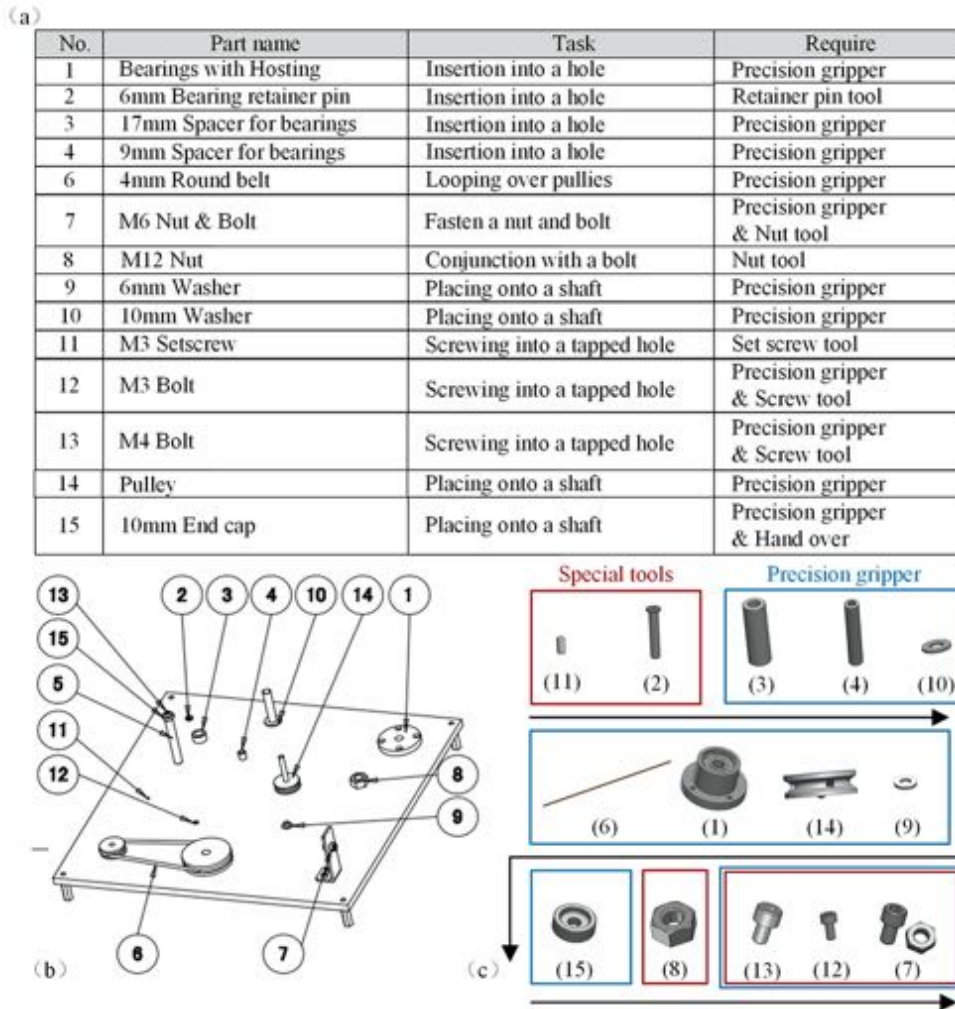 (a)
No. Part name Task Require
1 Bearings with Hosting Insertion into a hole Precision gripper
2 6mm Bearing retainer pin Insertion into a hole Retainer pin tool
3 17mm Spacer for bearings Insertion into a hole Precision gripper
4 9mm Spacer for bearings Insertion into a hole Precision gripper
6 4mm Round belt Looping over pullies Precision gripper
7 M6 Nut & Bolt Fasten a nut and bolt Precision gripper
& Nut tool
8 M12 Nut Conjunction with a bolt Nut tool
9 6mm Washer Placing onto a shaft Precision gripper
10 10mm Washer Placing onto a shaft Precision gripper
11 M3 Setscrew Screwing into a tapped hole Set screw tool
12 M3 Bolt Screwing into a tapped hole Precision gripper
& Screw tool
13 M4 Bolt Screwing into a tapped hole Precision gripper
& Screw tool
14 Pulley Placing onto a shaft Precision gripper
15 10mm End cap Placing onto a shaft Precision gripper
& Hand over
13 2 3 4 10 14 1
15
5
11
12
8
9
6 7
(b)
Special tools Precision gripper
(11) (2) (3) (4) (10)
(6) (1) (14) (9)
(15) (8) (13) (12) (7)
(c)